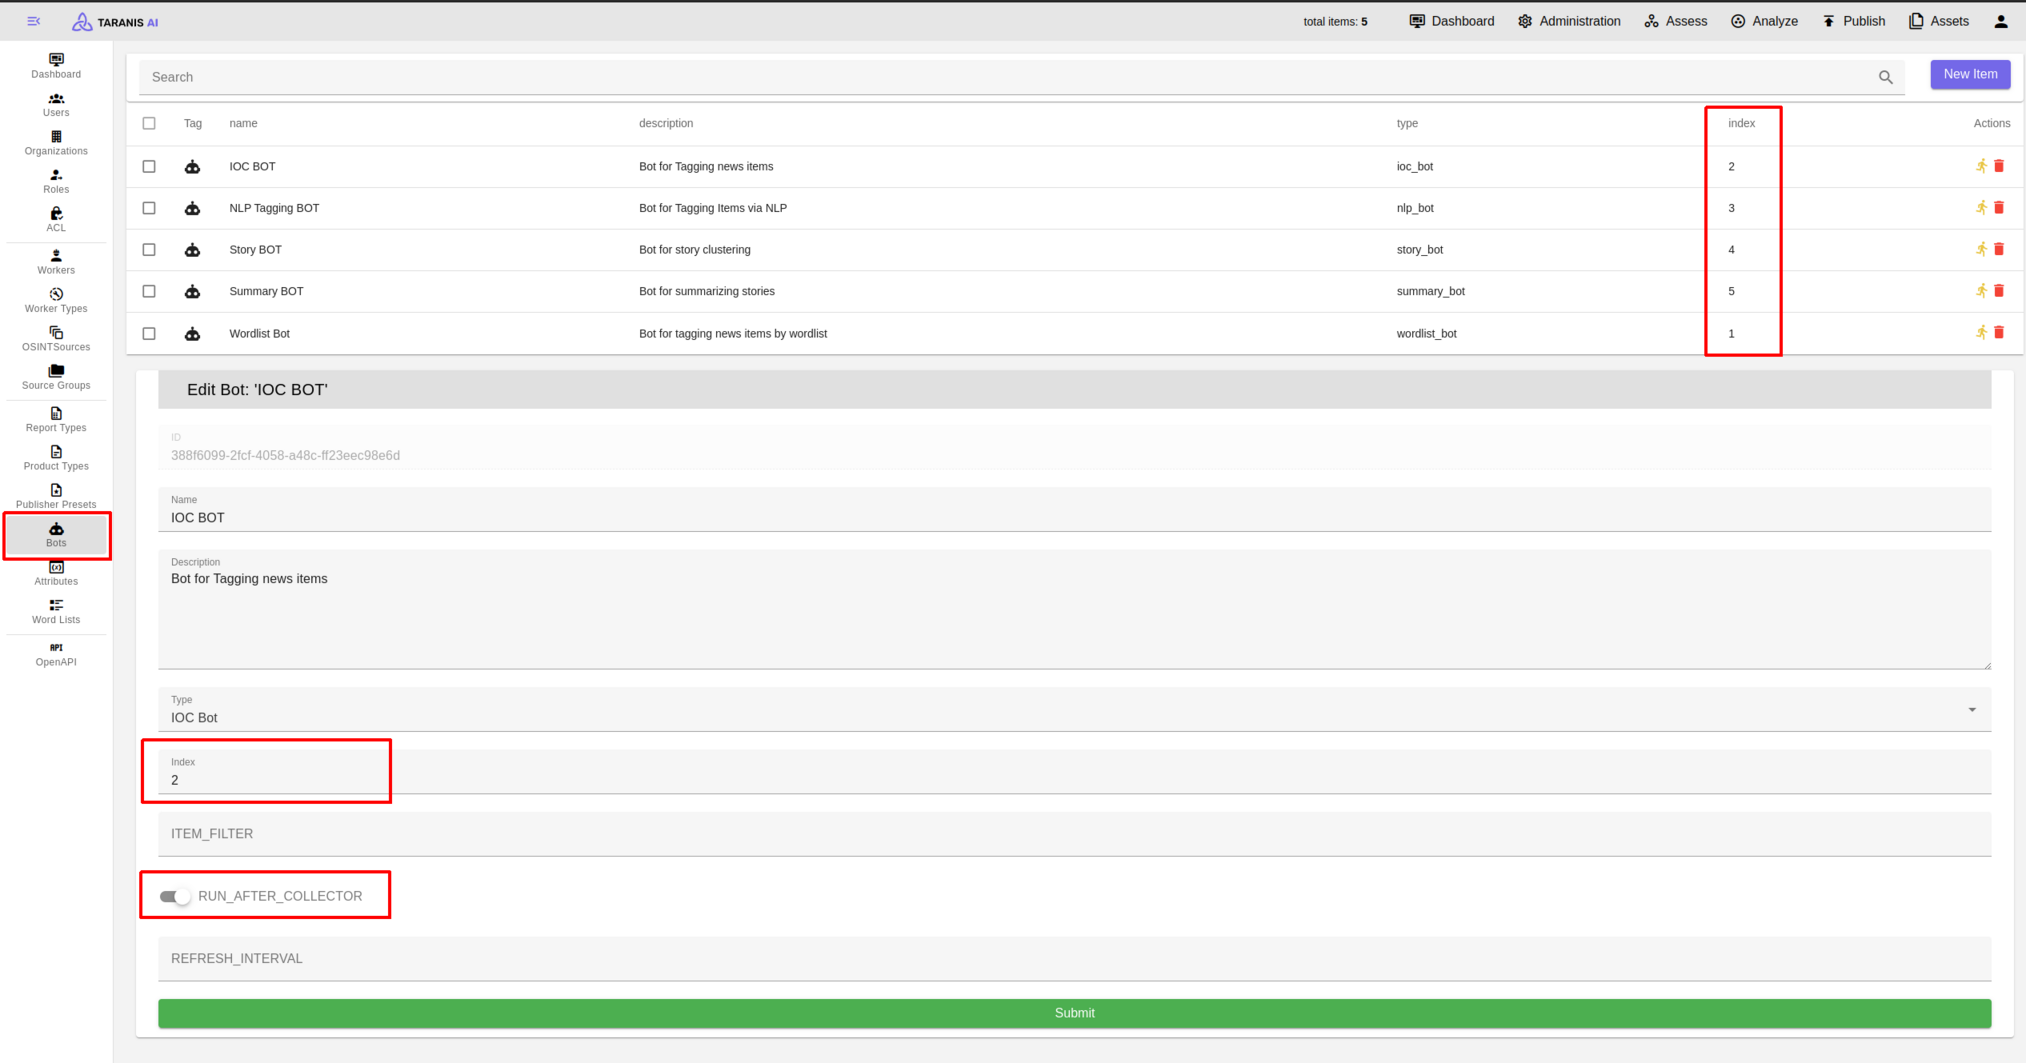 TARANIS AI
total items: 5
Dashboard
Administration
Assess
Analyze
Publish
Assets
Dashboard
Users
Organizations
Roles
ACL
Workers
Worker Types
OSINTSources
Source Groups
Report Types
Product Types
Publisher Presets
Bots
Attributes
Word Lists
API
OpenAPI
Search
New Item
Tag name description type index Actions
IOC BOT Bot for Tagging news items ioc_bot 2
NLP Tagging BOT Bot for Tagging Items via NLP nlp_bot 3
Story BOT Bot for story clustering story_bot 4
Summary BOT Bot for summarizing stories summary_bot 5
Wordlist Bot Bot for tagging news items by wordlist wordlist_bot 1
Edit Bot: 'IOC BOT'
ID
388f6099-2fcf-4058-a48c-ff23eec98e6d
Name
IOC BOT
Description
Bot for Tagging news items
Type
IOC Bot
Index
2
ITEM_FILTER
RUN_AFTER_COLLECTOR
REFRESH_INTERVAL
Submit